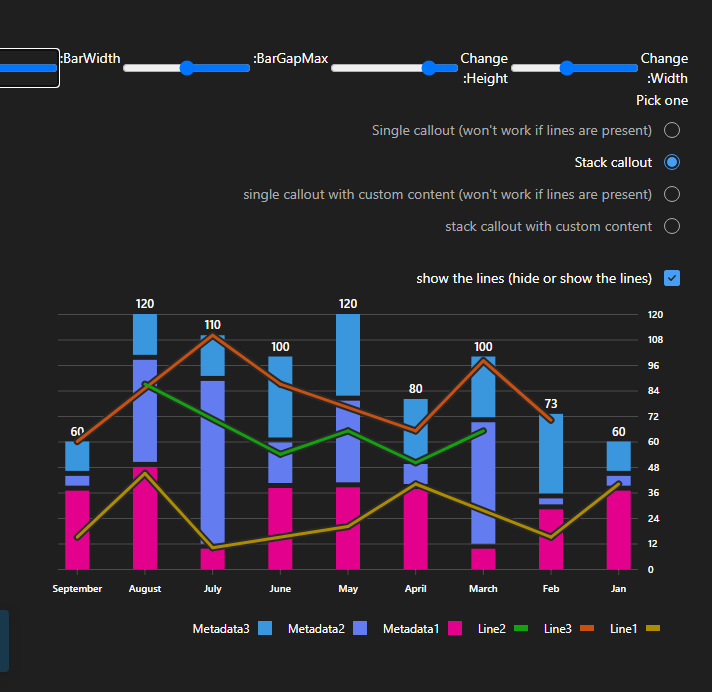 :BarWidth
:BarGapMax
Change
:Height
Change
:Width
Pick one
Single callout (won't work if lines are present)
Stack callout
single callout with custom content (won't work if lines are present)
stack callout with custom content
show the lines (hide or show the lines)
120
120
110
100
100
80
73
60
60
120
108
96
84
72
60
48
36
24
12
0
September August July June May April March Feb Jan
Metadata3 Metadata2 Metadata1 Line2 Line3 Line1